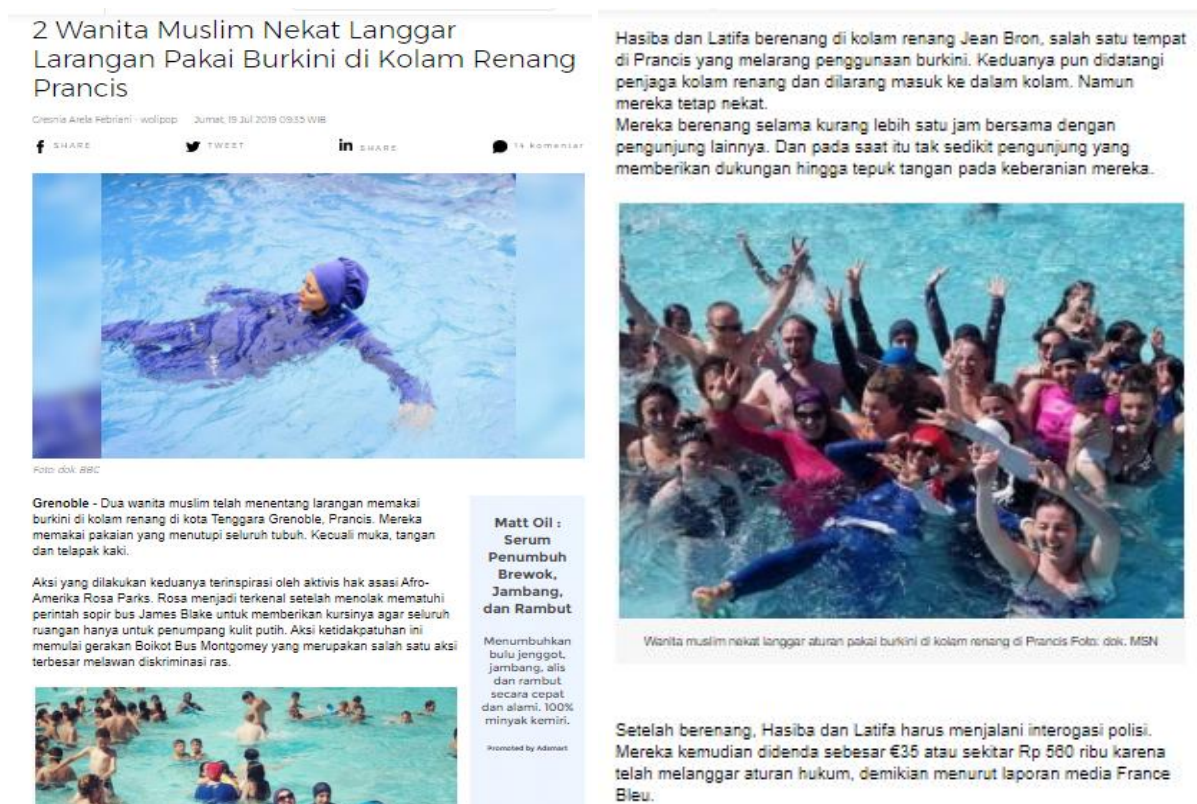 2 Wanita Muslim Nekat Langgar
Larangan Pakai Burkini di Kolam Renang
Prancis
Gresnia Arela Febriani - wolipop Jumat, 19 Jul 2019 09:35 WIB
SHARE
TWEET
SHARE
14 komentar
Foto: dok. BBC
Grenoble - Dua wanita muslim telah menentang larangan memakai
burkini di kolam renang di kota Tenggara Grenoble, Prancis. Mereka
memakai pakaian yang menutupi seluruh tubuh. Kecuali muka, tangan
dan telapak kaki.
Aksi yang dilakukan keduanya terinspirasi oleh aktivis hak asasi Afro-
Amerika Rosa Parks. Rosa menjadi terkenal setelah menolak mematuhi
perintah sopir bus James Blake untuk memberikan kursinya agar seluruh
ruangan hanya untuk penumpang kulit putih. Aksi ketidakpatuhan ini
memulai gerakan Boikot Bus Montgomey yang merupakan salah satu aksi
terbesar melawan diskriminasi ras.
Matt Oil :
Serum
Penumbuh
Brewok,
Jambang,
dan Rambut
Menumbuhkan
bulu jenggot,
jambang, alis
dan rambut
secara cepat
dan alami. 100%
minyak kemiri.
Promoted by Adsmart
Hasiba dan Latifa berenang di kolam renang Jean Bron, salah satu tempat
di Prancis yang melarang penggunaan burkini. Keduanya pun didatangi
penjaga kolam renang dan dilarang masuk ke dalam kolam. Namun
mereka tetap nekat.
Mereka berenang selama kurang lebih satu jam bersama dengan
pengunjung lainnya. Dan pada saat itu tak sedikit pengunjung yang
memberikan dukungan hingga tepuk tangan pada keberanian mereka.
Wanita muslim nekat langgar aturan pakai burkini di kolam renang di Prancis Foto: dok. MSN
Setelah berenang, Hasiba dan Latifa harus menjalani interogasi polisi.
Mereka kemudian didenda sebesar €35 atau sekitar Rp 560 ribu karena
telah melanggar aturan hukum, demikian menurut laporan media France
Bleu.